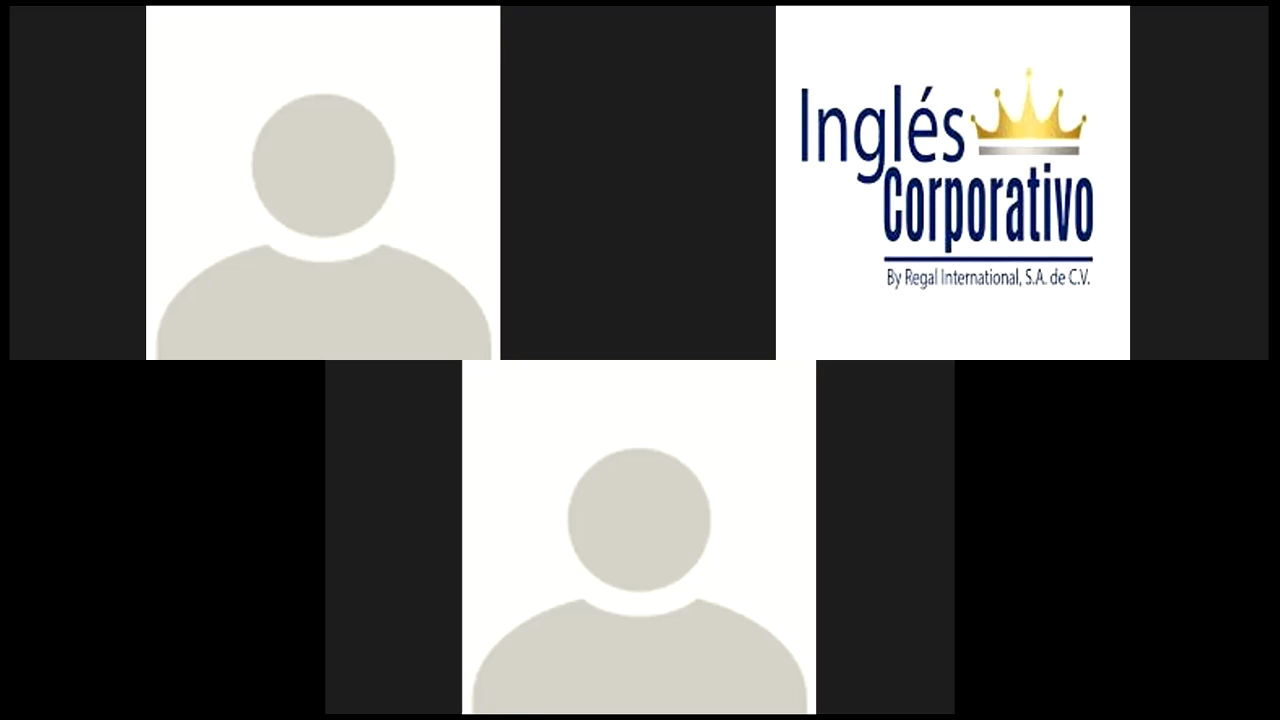 Inglés
Corporativo
By Regal International, S.A. de C.V.